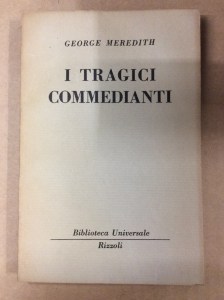 GEORGE MEREDITH
I TRAGICI
COMMEDIANTI
Biblioteca Universale
Rizzoli